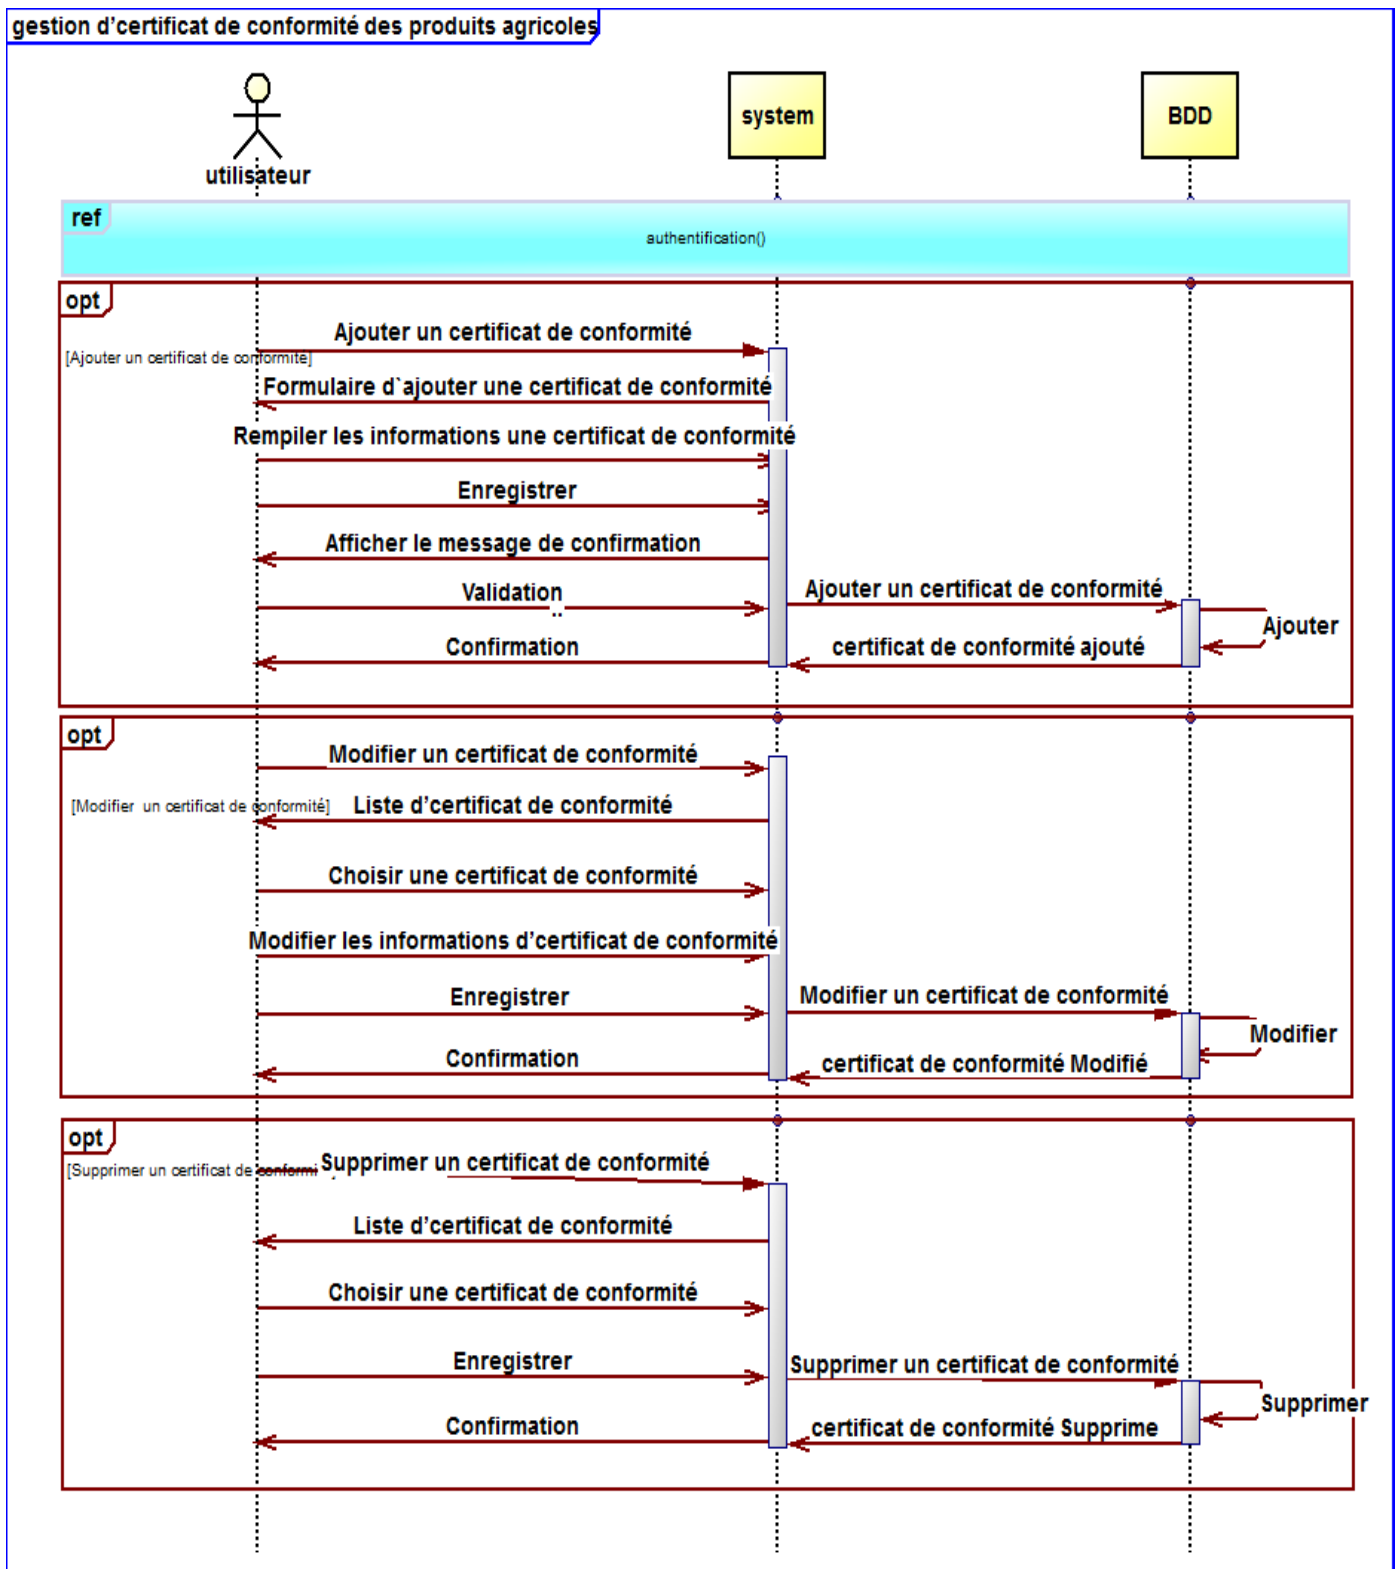 gestion d’certificat de conformité des produits agricoles
utilisateur
system
BDD
ref
authentification()
opt
[Ajouter un certificat de conformité]
Ajouter un certificat de conformité
Formulaire d`ajouter une certificat de conformité
Rempiler les informations une certificat de conformité
Enregistrer
Afficher le message de confirmation
Validation
..
Ajouter un certificat de conformité
Ajouter
Confirmation
certificat de conformité ajouté
opt
Modifier un certificat de conformité
[Modifier un certificat de conformité]
Liste d’certificat de conformité
Choisir une certificat de conformité
Modifier les informations d’certificat de conformité
Enregistrer
Modifier un certificat de conformité
Modifier
Confirmation
certificat de conformité Modifié
opt
[Supprimer un certificat de conformi
Supprimer un certificat de conformité
Liste d’certificat de conformité
Choisir une certificat de conformité
Enregistrer
Supprimer un certificat de conformité
Supprimer
Confirmation
certificat de conformité Supprime